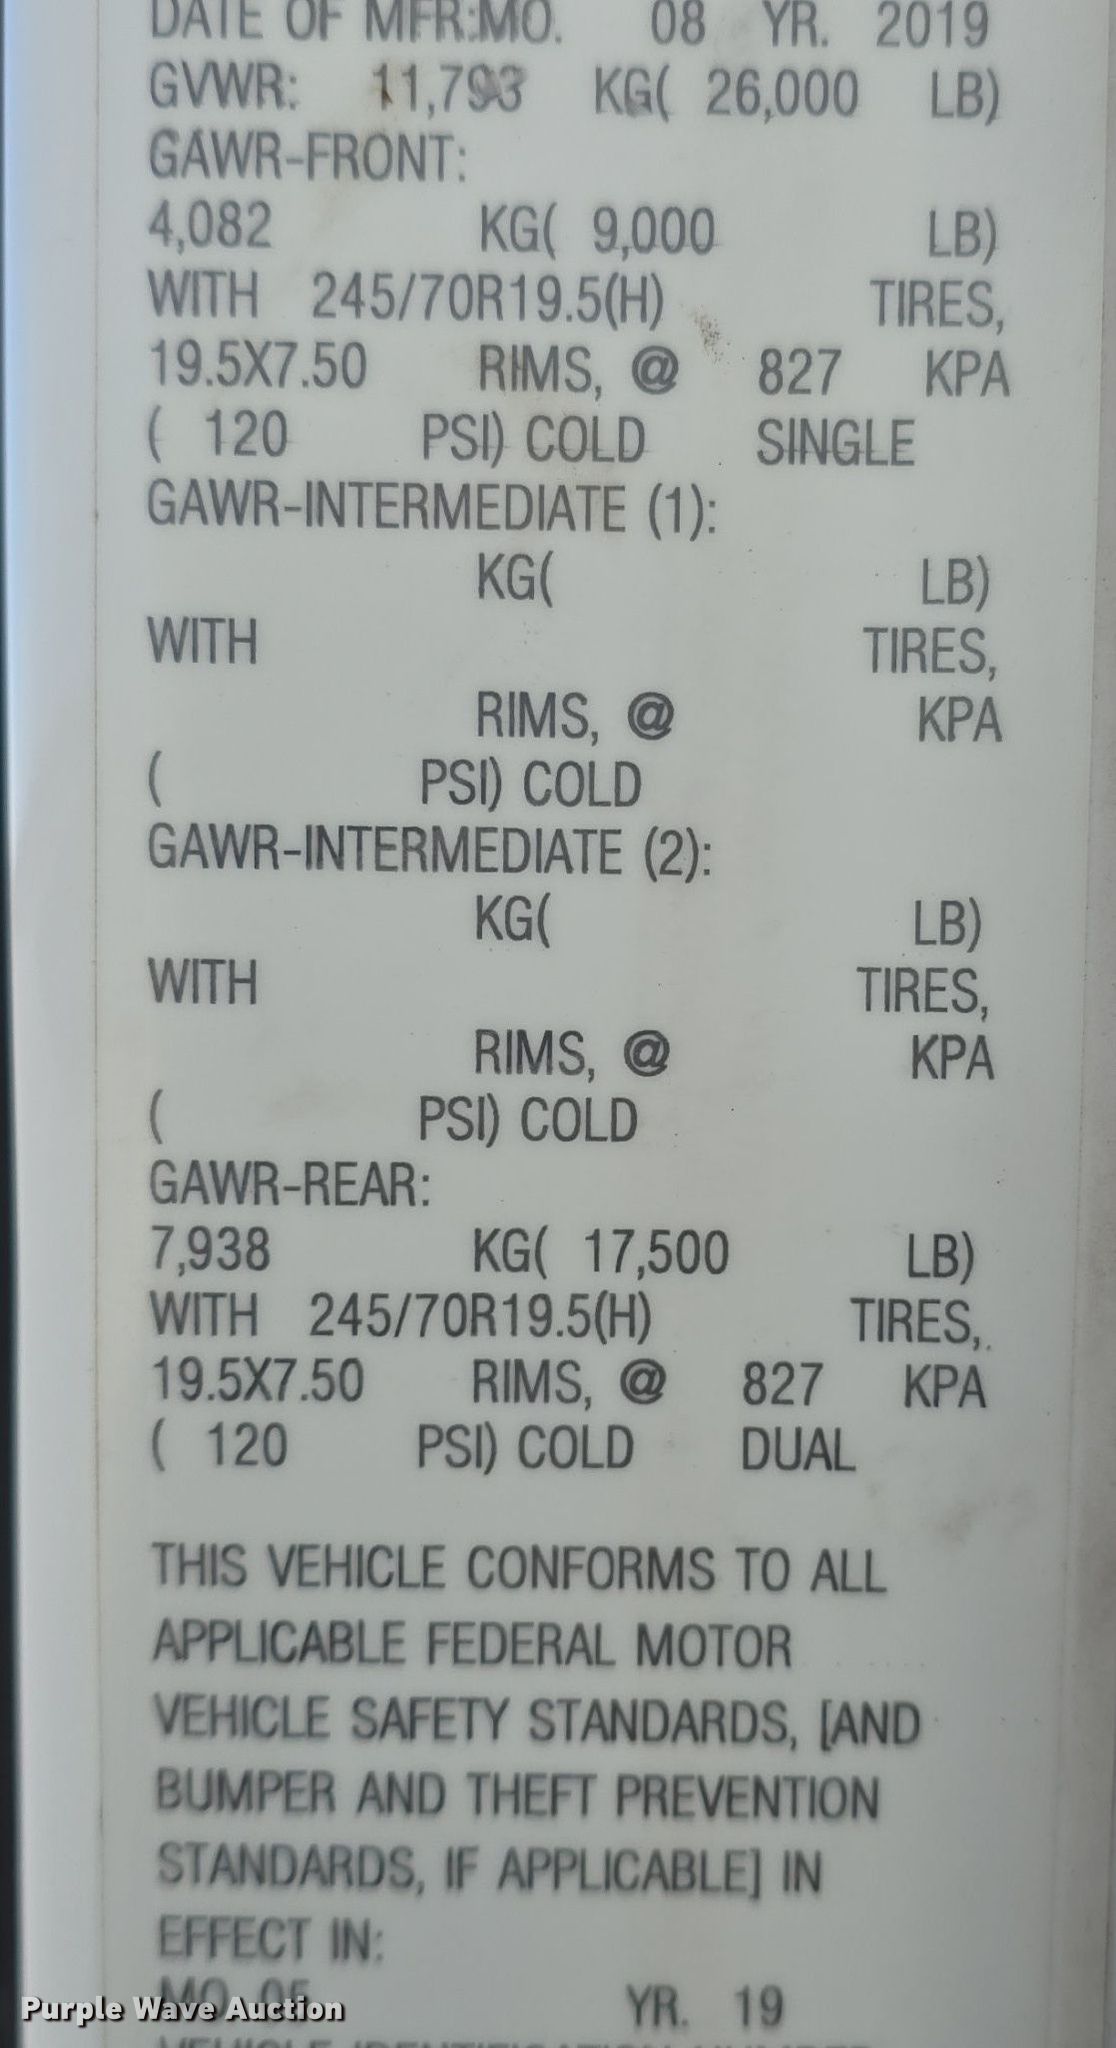 DATE OF MFR:MO. 08 YR. 2019
GVWR: 11,793 KG( 26,000 LB)
GAWR-FRONT:
4,082 KG( 9,000 LB)
WITH 245/70R19.5(H) TIRES,
19.5X7.50 RIMS, @ 827 KPA
( 120 PSI) COLD SINGLE
GAWR-INTERMEDIATE (1):
KG( LB)
WITH TIRES,
RIMS, @ KPA
( PSI) COLD
GAWR-INTERMEDIATE (2):
KG( LB)
WITH TIRES,
RIMS, @ KPA
( PSI) COLD
GAWR-REAR:
7,938 KG( 17,500 LB)
WITH 245/70R19.5(H) TIRES,
19.5X7.50 RIMS, @ 827 KPA
( 120 PSI) COLD DUAL
THIS VEHICLE CONFORMS TO ALL
APPLICABLE FEDERAL MOTOR
VEHICLE SAFETY STANDARDS, [AND
BUMPER AND THEFT PREVENTION
STANDARDS, IF APPLICABLE] IN
EFFECT IN:
MO 05 YR. 19
Purple Wave Auction
VEHICLE IDENTIFICATION NUMBER